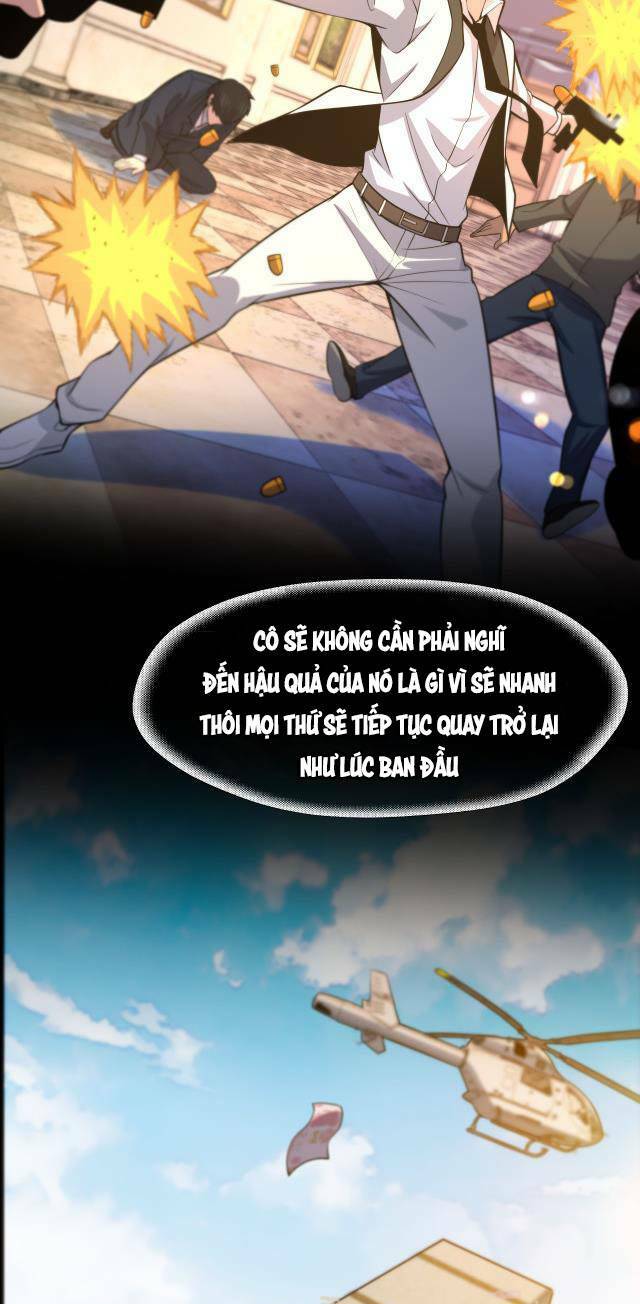 CÔ SẼ KHÔNG CẦN PHẢI NGHĨ
ĐẾN HẬU QUẢ CỦA NÓ LÀ GÌ VÌ SẼ NHANH
THÔI MỌI THỨ SẼ TIẾP TỤC QUAY TRỞ LẠI
NHƯ LÚC BAN ĐẦU